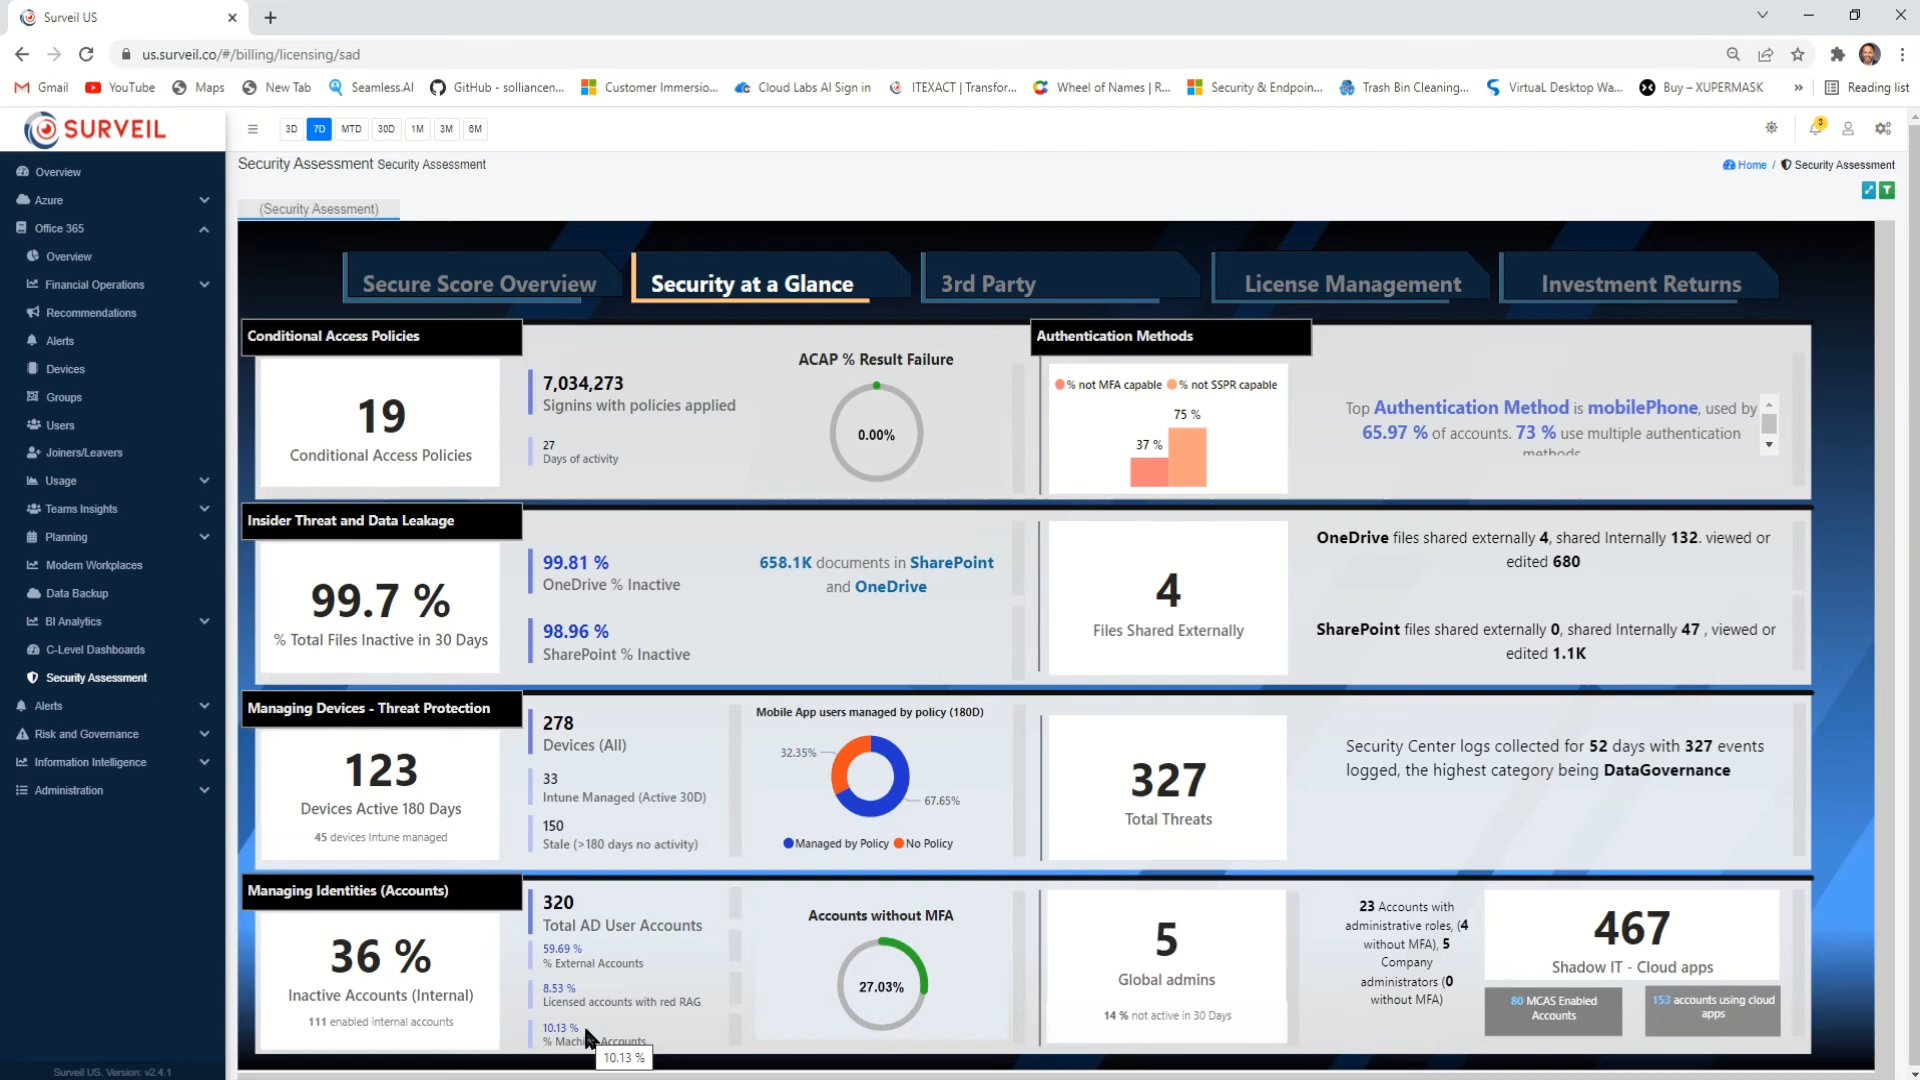 Surveil US
us.surveil.co/#/billing/licensing/sad
Gmail
YouTube
Maps
New Tab
Seamless.AI
GitHub - solliancen...
Customer Immersio...
Cloud Labs AI Sign in
ITEXACT | Transfor...
Wheel of Names | R...
Security & Endpoin...
Trash Bin Cleaning...
VirtuaL Desktop Wa...
Buy – XUPERMASK
»
Reading list
SURVEIL
3D 7D MTD 30D 1M 3M 6M
3
Security Assessment Security Assessment
Home / Security Assessment
(Security Asessment)
Overview
Azure
Office 365
Overview
Financial Operations
Recommendations
Alerts
Devices
Groups
Users
Joiners/Leavers
Usage
Teams Insights
Planning
Modern Workplaces
Data Backup
BI Analytics
C-Level Dashboards
Security Assessment
Alerts
Risk and Governance
Information Intelligence
Administration
Surveil US. Version: v2.4.1
Secure Score Overview
Security at a Glance
3rd Party
License Management
Investment Returns
Conditional Access Policies
19
Conditional Access Policies
7,034,273
Signins with policies applied
27
Days of activity
ACAP % Result Failure
0.00%
Authentication Methods
% not MFA capable % not SSPR capable
75 %
37 %
Top Authentication Method is mobilePhone, used by
65.97 % of accounts. 73 % use multiple authentication
methods
Insider Threat and Data Leakage
99.7 %
% Total Files Inactive in 30 Days
99.81 %
OneDrive % Inactive
98.96 %
SharePoint % Inactive
658.1K documents in SharePoint
and OneDrive
4
Files Shared Externally
OneDrive files shared externally 4, shared Internally 132. viewed or
edited 680
SharePoint files shared externally 0, shared Internally 47 , viewed or
edited 1.1K
Managing Devices - Threat Protection
123
Devices Active 180 Days
45 devices Intune managed
278
Devices (All)
33
Intune Managed (Active 30D)
150
Stale (>180 days no activity)
Mobile App users managed by policy (180D)
32.35%
67.65%
Managed by Policy No Policy
327
Total Threats
Security Center logs collected for 52 days with 327 events
logged, the highest category being DataGovernance
Managing Identities (Accounts)
36 %
Inactive Accounts (Internal)
111 enabled internal accounts
320
Total AD User Accounts
59.69 %
% External Accounts
8.53 %
Licensed accounts with red RAG
10.13 %
% Accounts
10.13 %
Accounts without MFA
27.03%
5
Global admins
14 % not active in 30 Days
23 Accounts with
administrative roles, (4
without MFA), 5
Company
administrators (0
without MFA)
467
Shadow IT - Cloud apps
80 MCAS Enabled
Accounts
153 accounts using cloud
apps